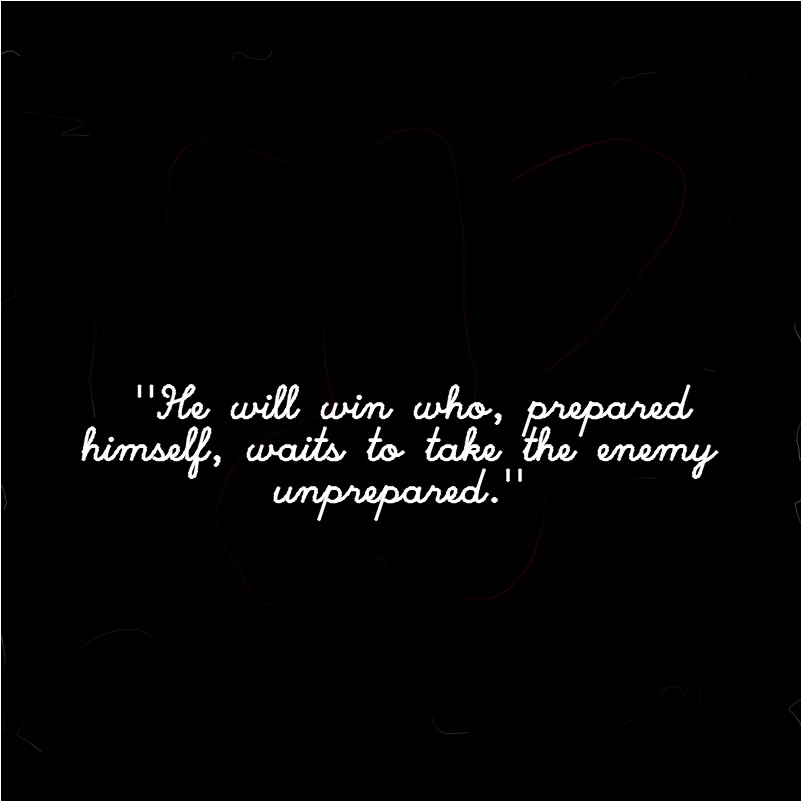 "He will win who, prepared
himself, waits to take the enemy
unprepared."